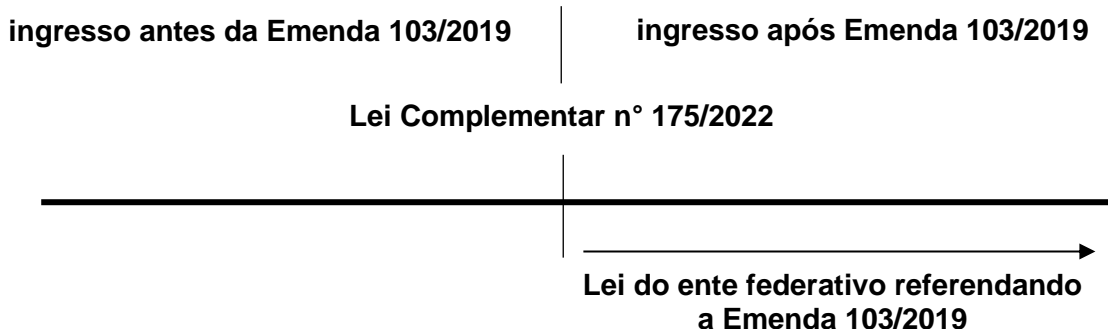 ingresso antes da Emenda 103/2019
ingresso após Emenda 103/2019
Lei Complementar n° 175/2022
Lei do ente federativo referendando
a Emenda 103/2019